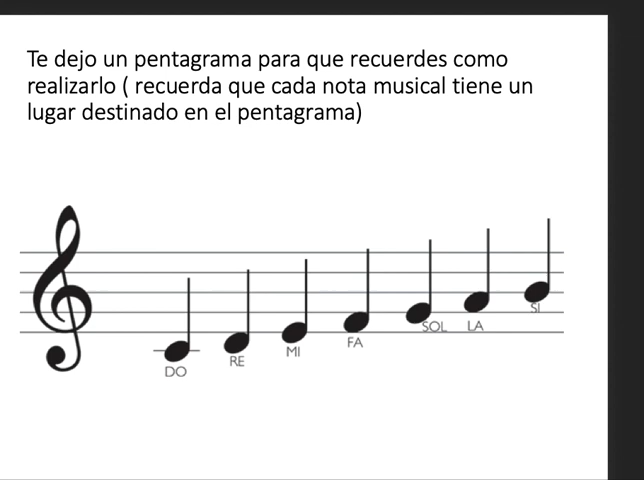 Te dejo un pentagrama para que recuerdes como
realizarlo ( recuerda que cada nota musical tiene un
lugar destinado en el pentagrama)
DO
RE
MI
FA
SOL
LA
SI